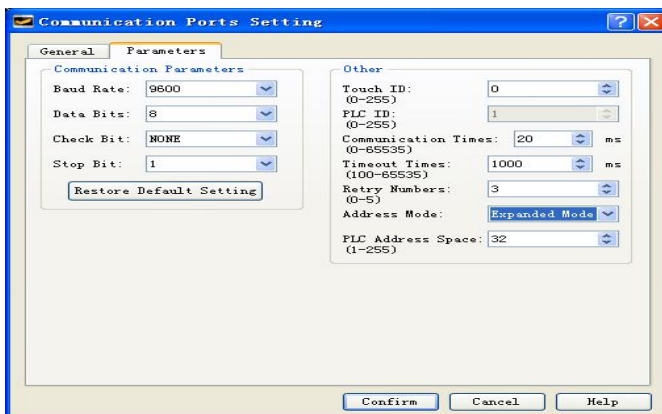 Communication Ports Setting
General
Parameters
Communication Parameters
Baud Rate: 9600
Data Bits: 8
Check Bit: NONE
Stop Bit: 1
Restore Default Setting
Other
Touch ID: 0
(0-255)
PLC ID: 1
(0-255)
Communication Times: 20 ms
(0-65535)
Timeout Times: 1000 ms
(100-65535)
Retry Numbers: 3
(0-5)
Address Mode: Expanded Mode
PLC Address Space: 32
(1-255)
Confirm
Cancel
Help